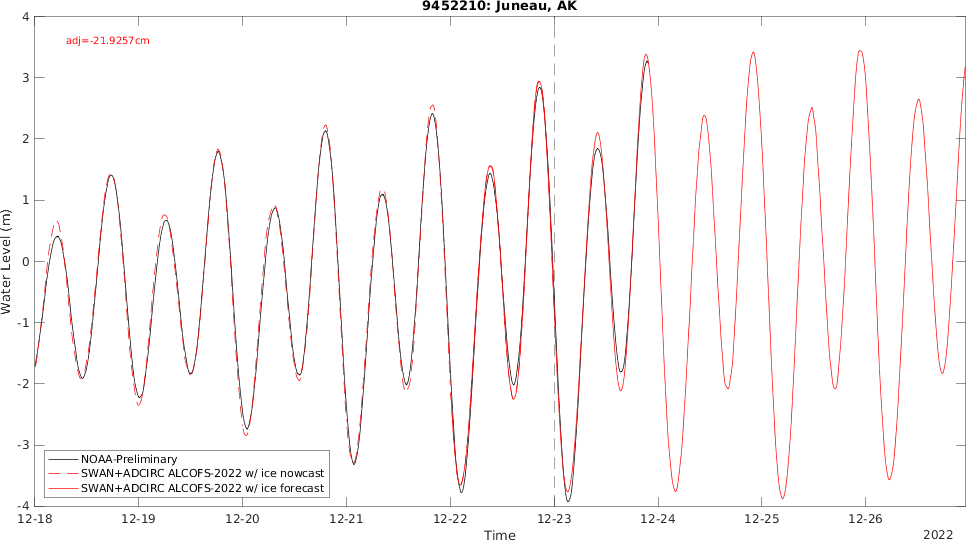 9452210: Juneau, AK
adj=-21.9257cm
4
3
2
1
0
-1
-2
-3
-4
Water Level (m)
NOAA-Preliminary
SWAN+ADCIRC ALCOFS-2022 w/ ice nowcast
SWAN+ADCIRC ALCOFS-2022 w/ ice forecast
12-18 12-19 12-20 12-21 12-22 12-23 12-24 12-25 12-26
Time
2022